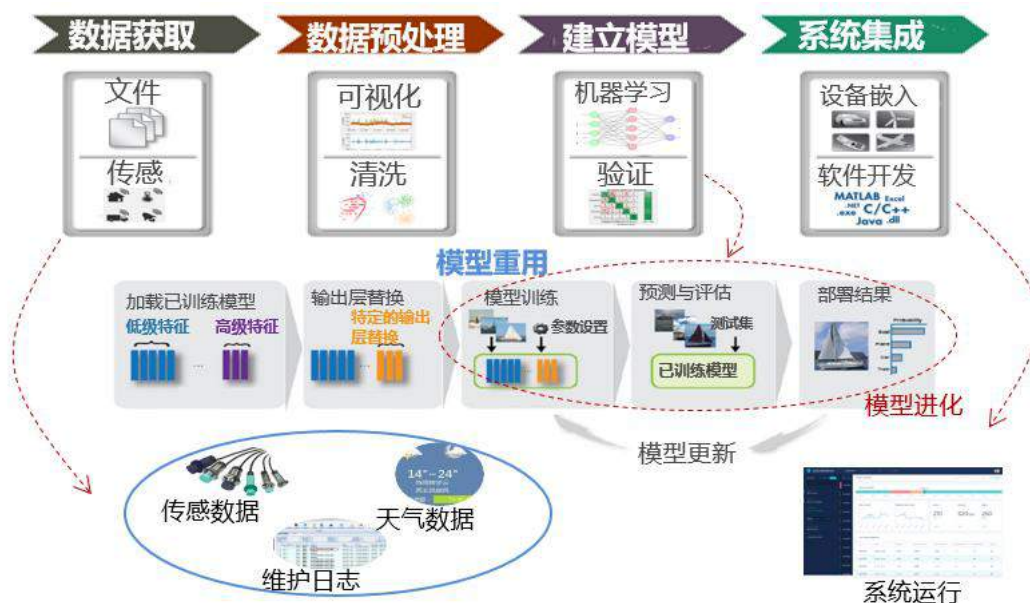 数据获取
数据预处理
建立模型
系统集成
文件
传感
可视化
清洗
机器学习
验证
设备嵌入
软件开发
MATLAB Excel
.NET C/C++
.exe
Java .dll
模型重用
加载已训练模型
低级特征 高级特征
...
输出层替换
特定的输出
层替换
...
模型训练
参数设置
预测与评估
测试集
已训练模型
部署结果
Probability
模型进化
模型更新
传感数据
14°~24°
天气数据
维护日志
系统运行